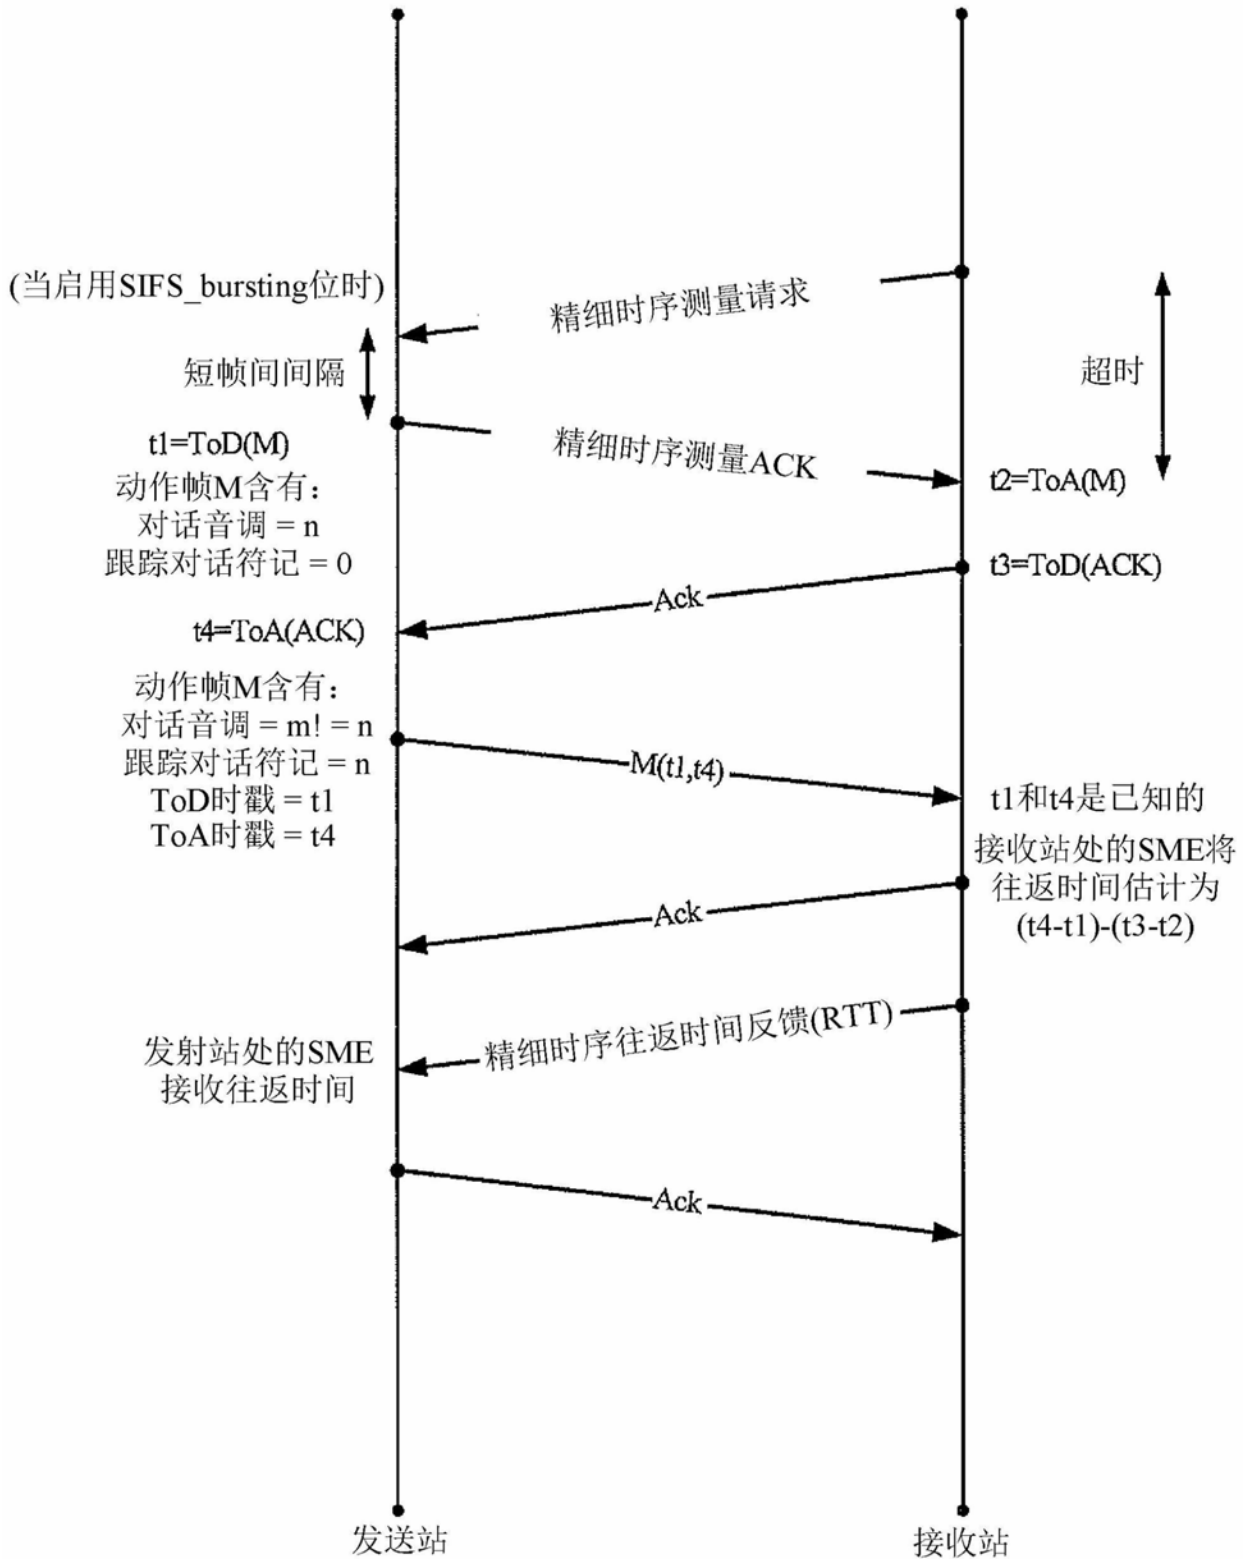 (当启用SIFS_bursting位时)
精细时序测量请求
短帧间间隔
超时
t1=ToD(M)
精细时序测量ACK
动作帧M含有：
t2=ToA(M)
对话音调 = n
跟踪对话符记 = 0
t3=ToD(ACK)
Ack
t4=ToA(ACK)
动作帧M含有：
对话音调 = m! = n
跟踪对话符记 = n
M(t1,t4)
ToD时戳 = t1
t1和t4是已知的
ToA时戳 = t4
接收站处的SME将
往返时间估计为
(t4-t1)-(t3-t2)
Ack
精细时序往返时间反馈(RTT)
发射站处的SME
接收往返时间
Ack
发送站
接收站